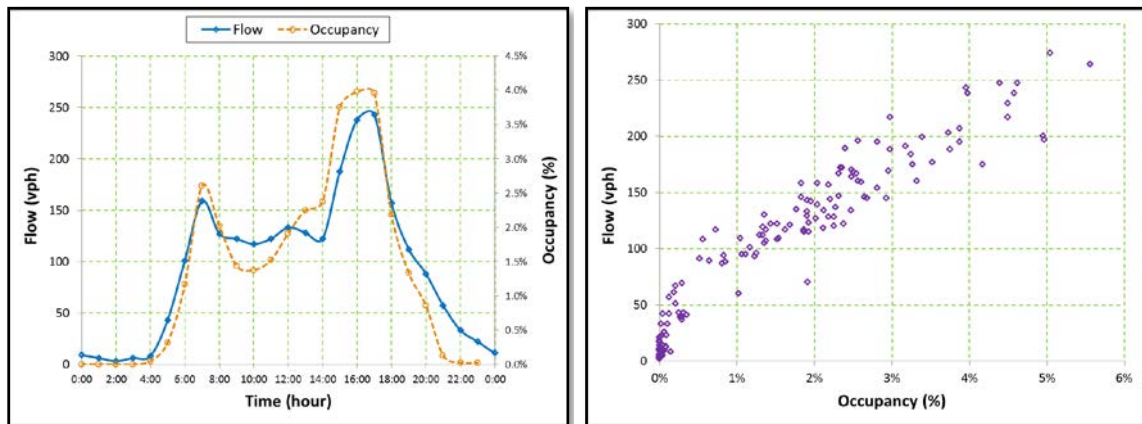 Flow Occupancy
300 4.5%
250 4.0%
3.5%
200 3.0%
2.5%
150 2.0%
100 1.5%
1.0%
50 0.5%
0 0.0%
Flow (vph)
Occupancy (%)
0:00 2:00 4:00 6:00 8:00 10:00 12:00 14:00 16:00 18:00 20:00 22:00 0:00
Time (hour)
300
250
200
150
100
50
0
Flow (vph)
0% 1% 2% 3% 4% 5% 6%
Occupancy (%)